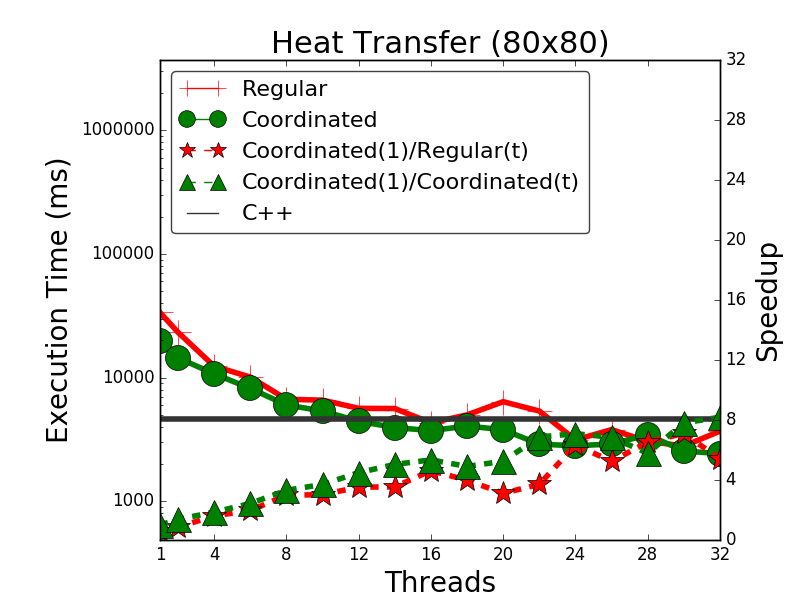 Heat Transfer (80x80)
Regular
Coordinated
Coordinated(1)/Regular(t)
Coordinated(1)/Coordinated(t)
C++
Execution Time (ms)
1000000
100000
10000
1000
Speedup
32
28
24
20
16
12
8
4
0
1 4 8 12 16 20 24 28 32
Threads